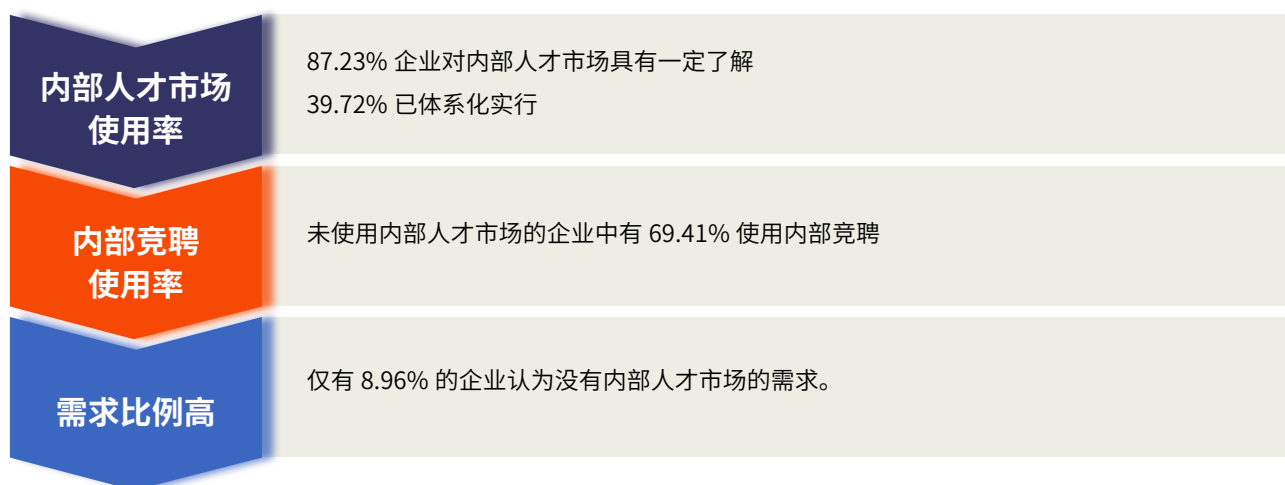 内部人才市场
使用率
87.23% 企业对内部人才市场具有一定了解
39.72% 已体系化实行
内部竞聘
使用率
未使用内部人才市场的企业中有 69.41% 使用内部竞聘
需求比例高
仅有 8.96% 的企业认为没有内部人才市场的需求。